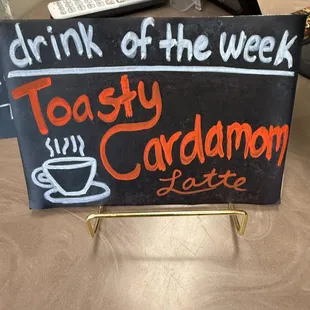 drink of the week
Toasty
Cardamom
Latte